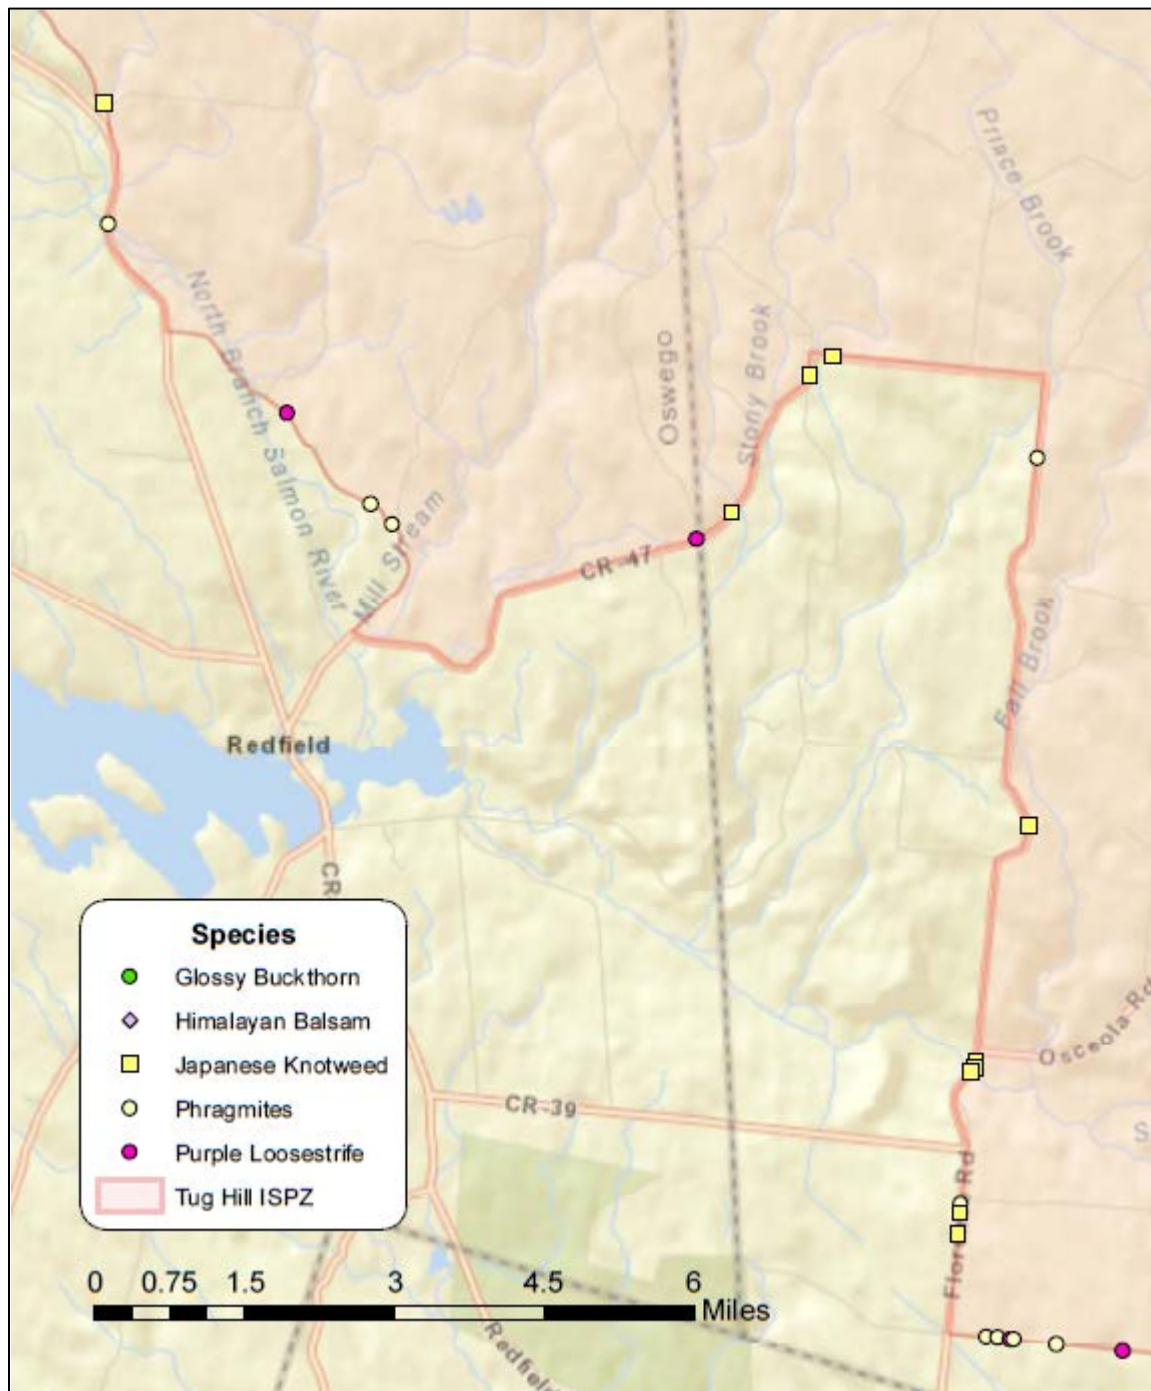 Prince Brook
North Branch Salmon River
Oswego
Stony Brook
Mill Stream
CR-47
Fall Brook
Redfield
CR
Species
Glossy Buckthorn
Himalayan Balsam
Japanese Knotweed
Phragmites
Purple Loosestrife
Tug Hill ISPZ
Osceola Rd
CR-39
S
Flore
Rd
0 0.75 1.5 3 4.5 6
Miles
Redfiel